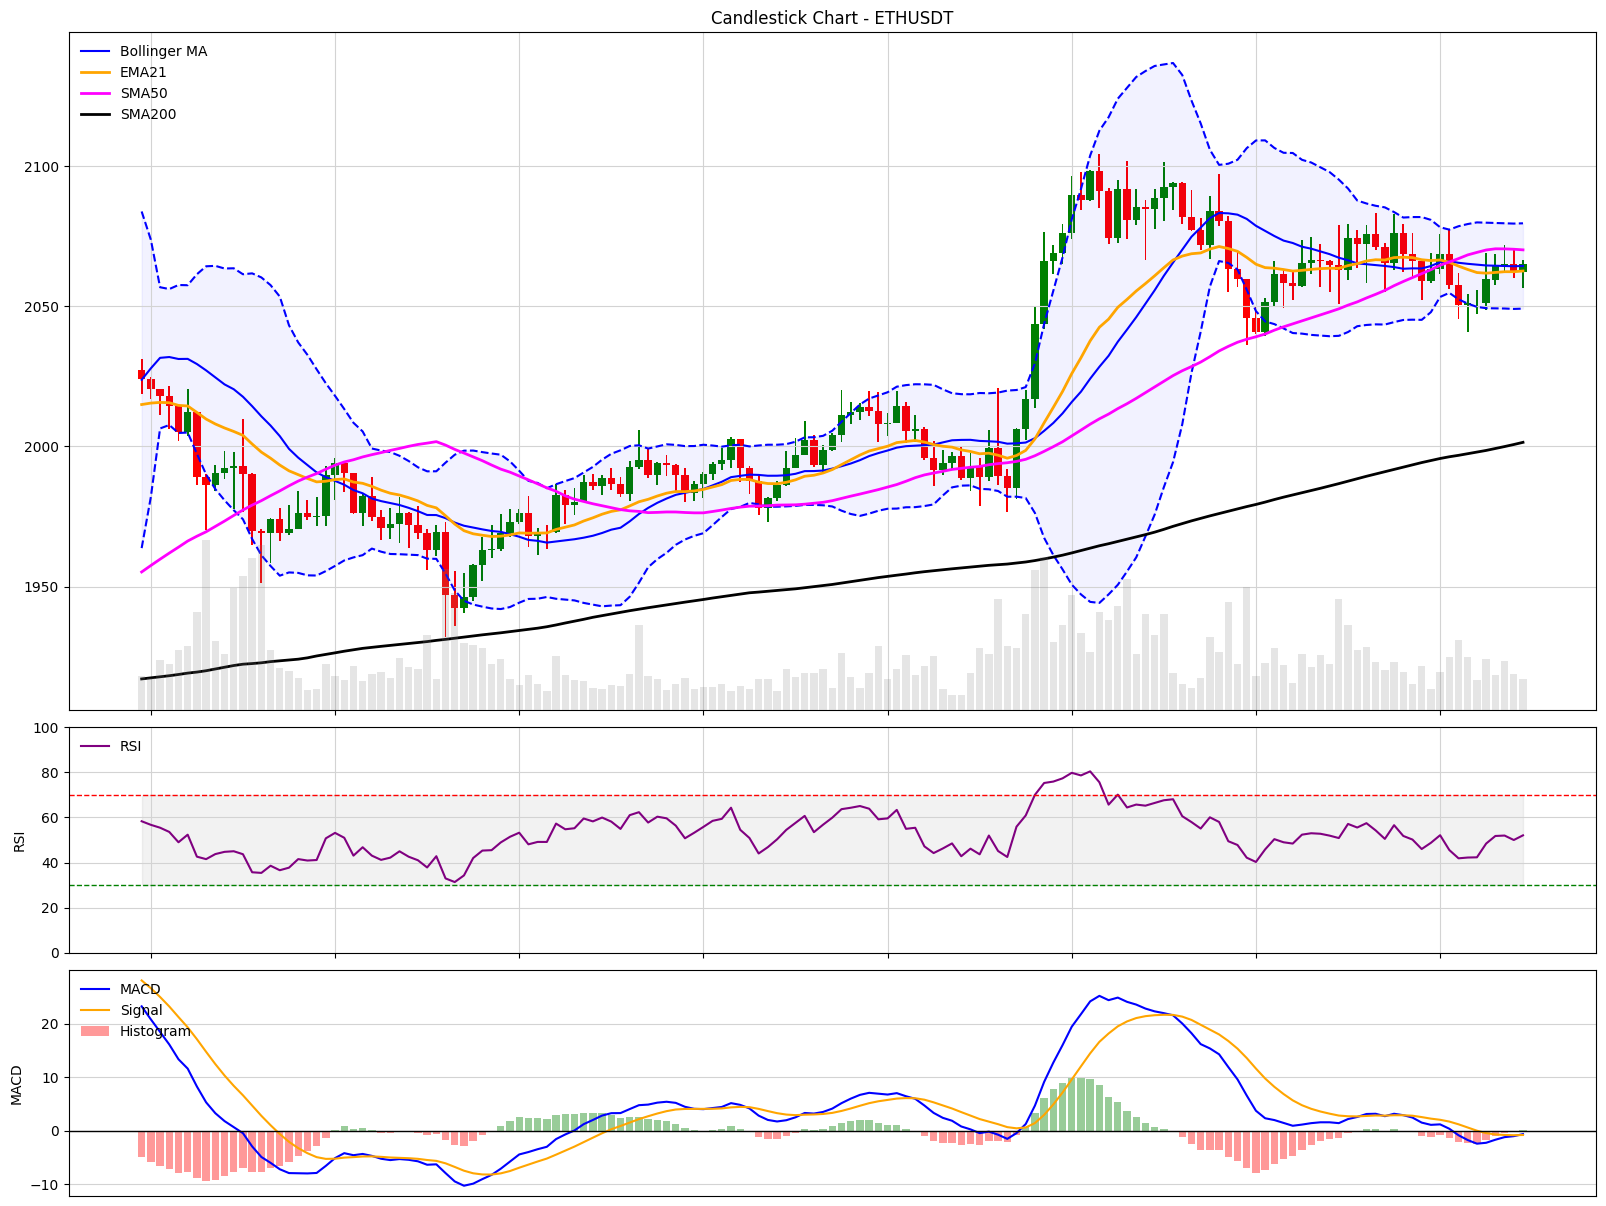 Candlestick Chart - ETHUSDT
Bollinger MA
EMA21
SMA50
SMA200
2100
2050
2000
1950
100
80
60
40
20
0
RSI
RSI
20
10
0
−10
MACD
MACD
Signal
Histogram